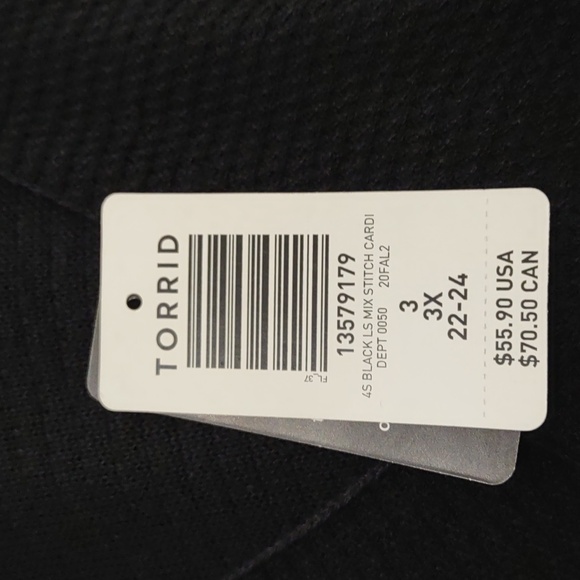 TORRID
13579179
4S BLACK LS MIX STITCH CARDI
DEPT 0050 20FAL2
3
3X
22-24
$55.90 USA
$70.50 CAN